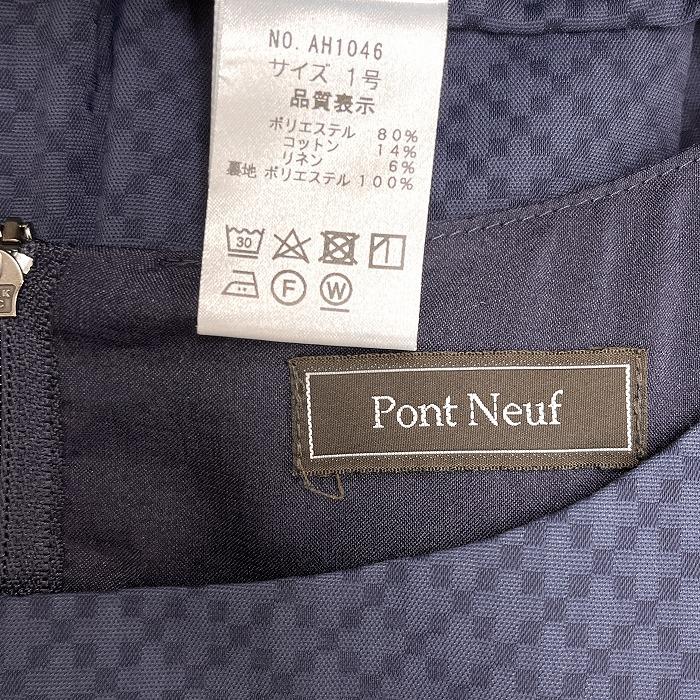 NO. AH1046
サイズ 1号
品質表示
ポリエステル 80%
コットン 14%
リネン 6%
裏地 ポリエステル 100%
30
F
W
Pont Neuf